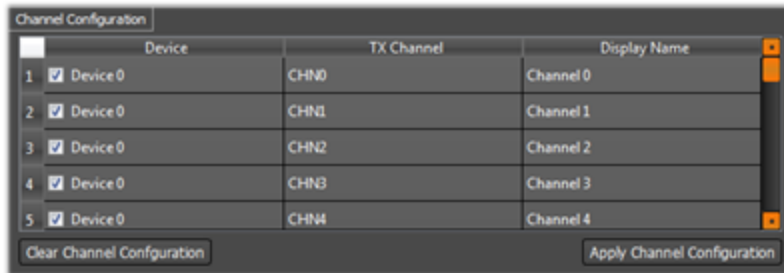 Channel Configuration
Device TX Channel Display Name
1 Device 0 CHN0 Channel 0
2 Device 0 CHN1 Channel 1
3 Device 0 CHN2 Channel 2
4 Device 0 CHN3 Channel 3
5 Device 0 CHN4 Channel 4
Clear Channel Configuration Apply Channel Configuration